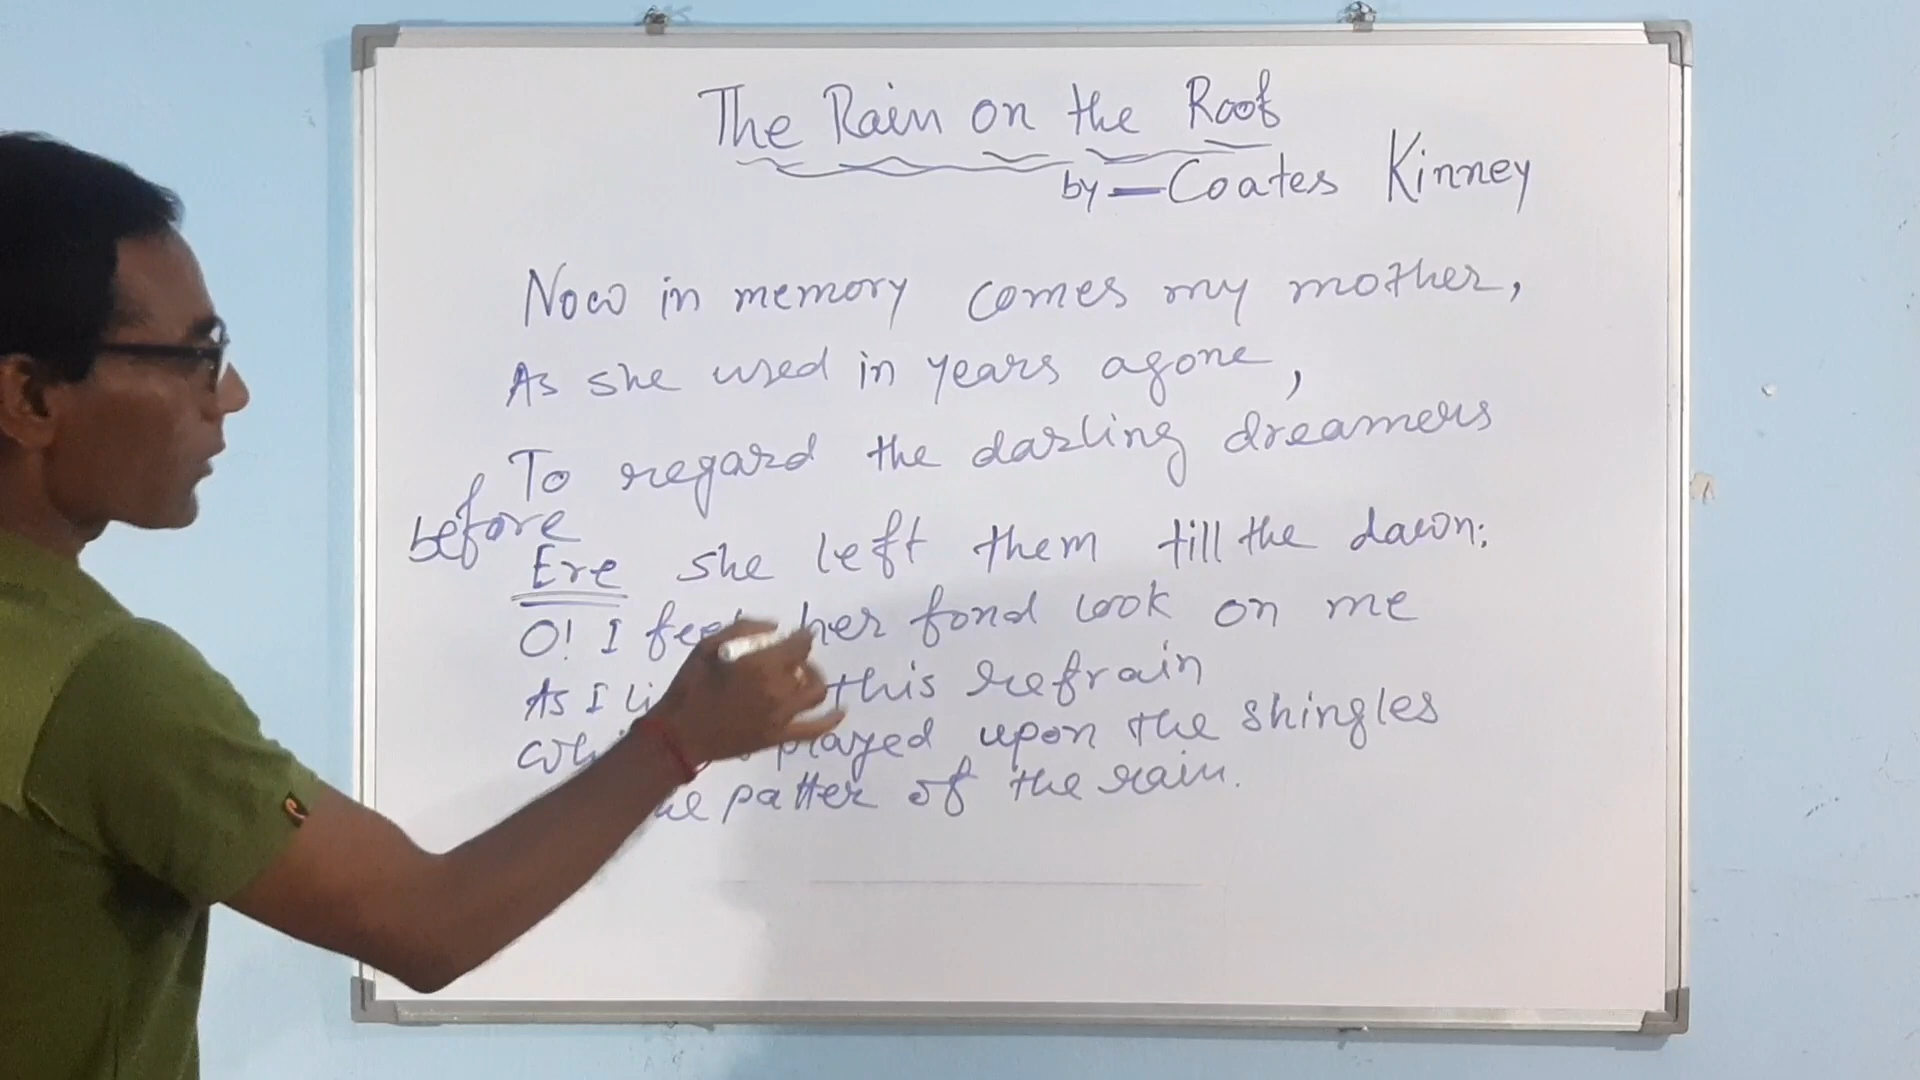 The Rain on the Roof
by - Coates Kinney
Now in memory comes my mother,
As she used in years agone,
To regard the darling dreamers
before
Ere she left them till the dawn:
O! I her fond look on me
As I this refrain
played upon the shingles
patter of the rain.